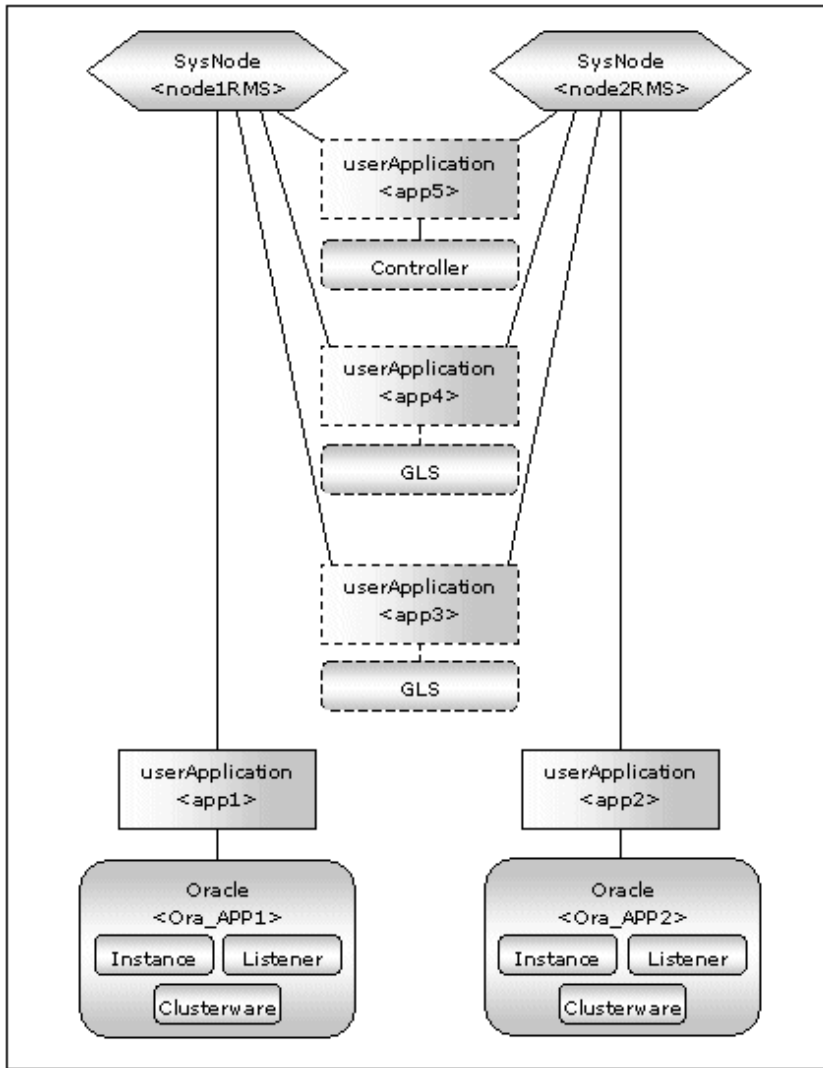 SysNode
<node1RMS>
SysNode
<node2RMS>
userApplication
<app5>
Controller
userApplication
<app4>
GLS
userApplication
<app3>
GLS
userApplication
<app1>
userApplication
<app2>
Oracle
<Ora_APP1>
Instance
Listener
Clusterware
Oracle
<Ora_APP2>
Instance
Listener
Clusterware